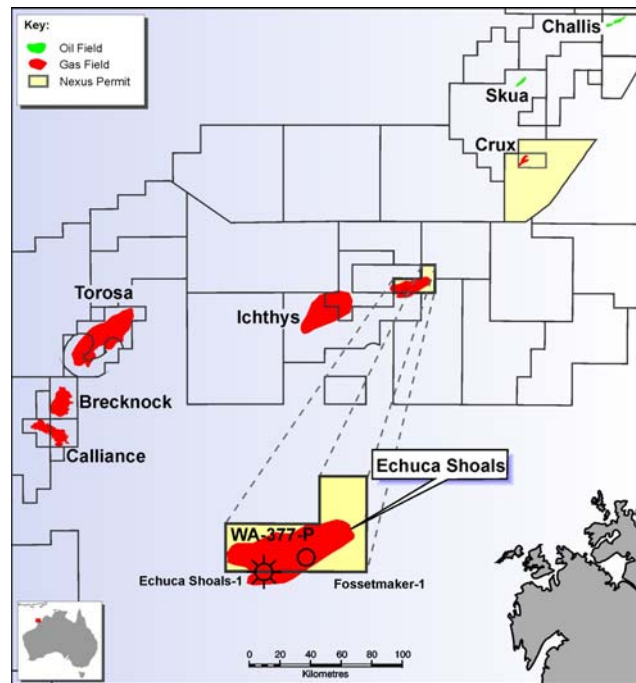 Key:
Oil Field
Gas Field
Nexus Permit
Challis
Skua
Crux
Torosa
Ichthys
Brecknock
Calliance
Echuca Shoals
WA-377-P
Echuca Shoals-1
Fossetmaker-1
0 20 40 60 80 100
Kilometres